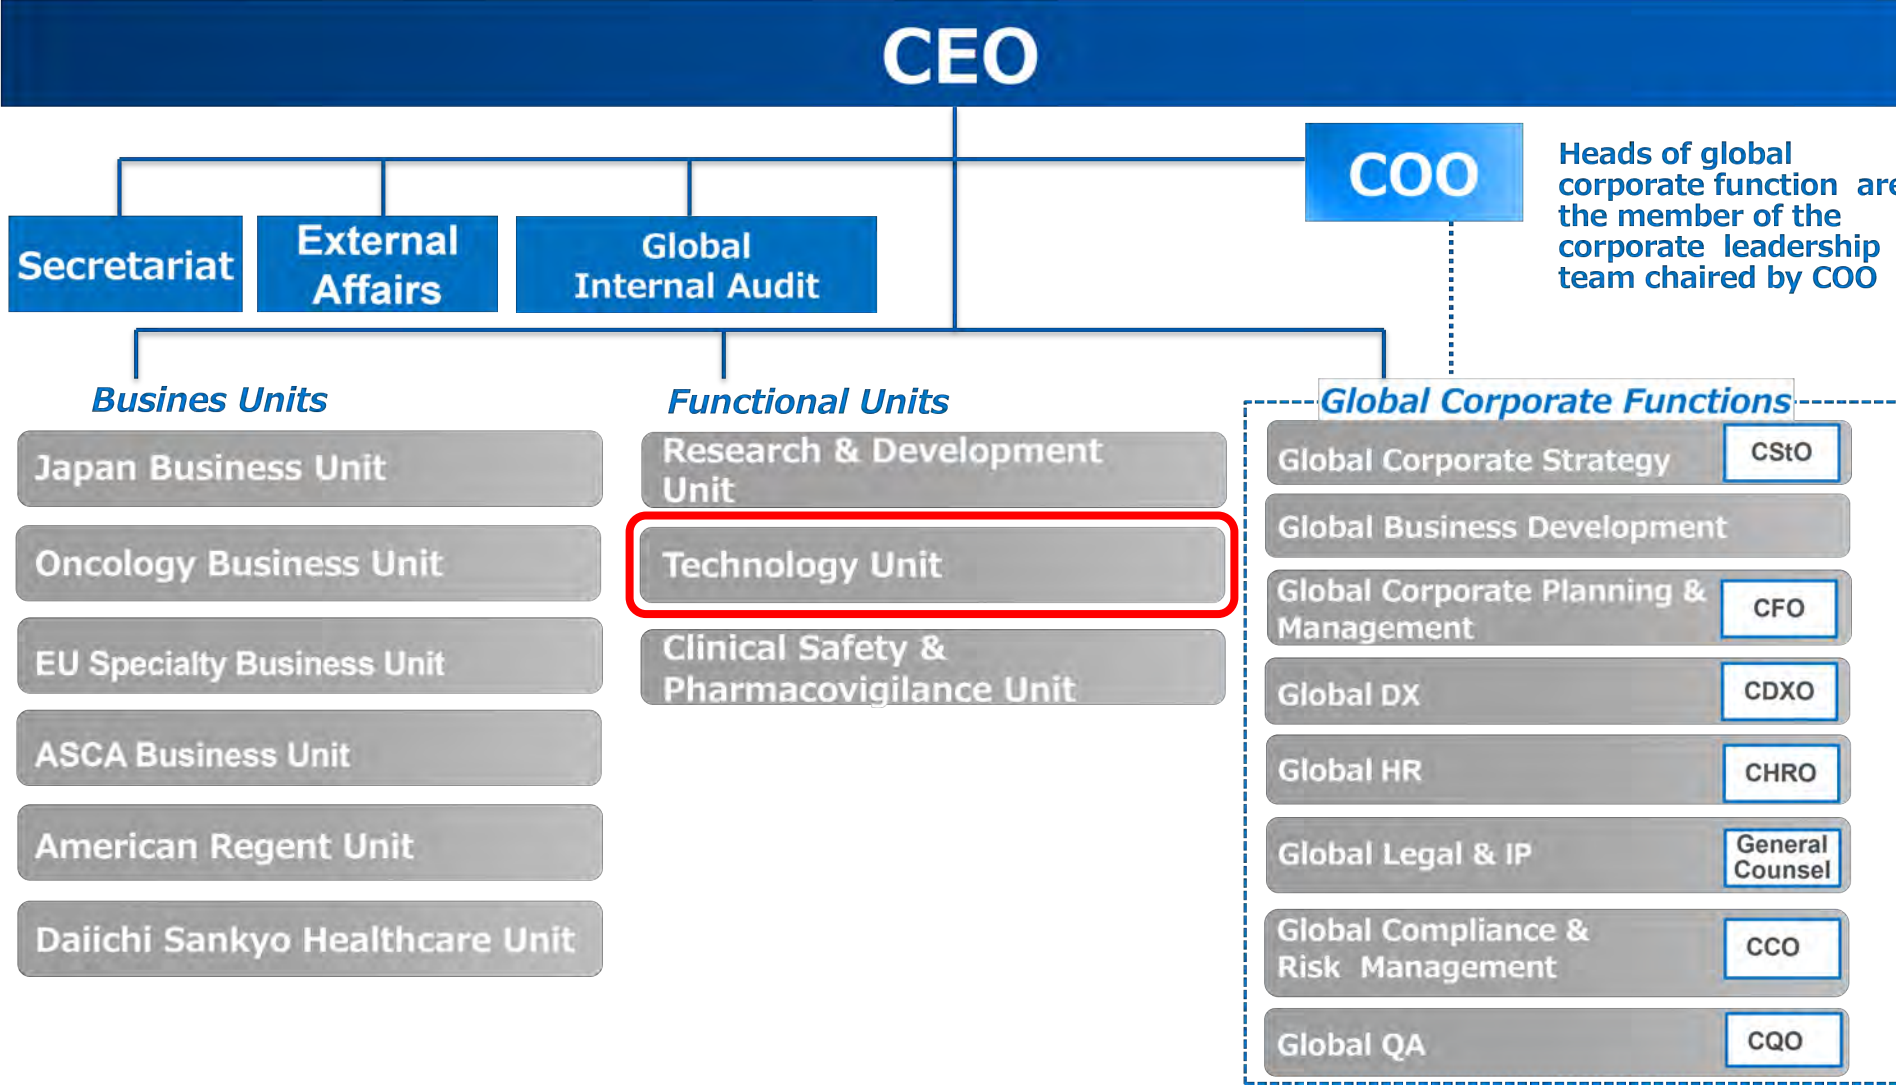 CEO
COO
Heads of global
corporate function are
the member of the
corporate leadership
team chaired by COO
Secretariat
External
Affairs
Global
Internal Audit
Busines Units
Japan Business Unit
Oncology Business Unit
EU Specialty Business Unit
ASCA Business Unit
American Regent Unit
Daiichi Sankyo Healthcare Unit
Functional Units
Research & Development
Unit
Technology Unit
Clinical Safety &
Pharmacovigilance Unit
Global Corporate Functions
Global Corporate Strategy
CStO
Global Business Development
Global Corporate Planning &
Management
CFO
Global DX
CDXO
Global HR
CHRO
Global Legal & IP
General
Counsel
Global Compliance &
Risk Management
CCO
Global QA
CQO